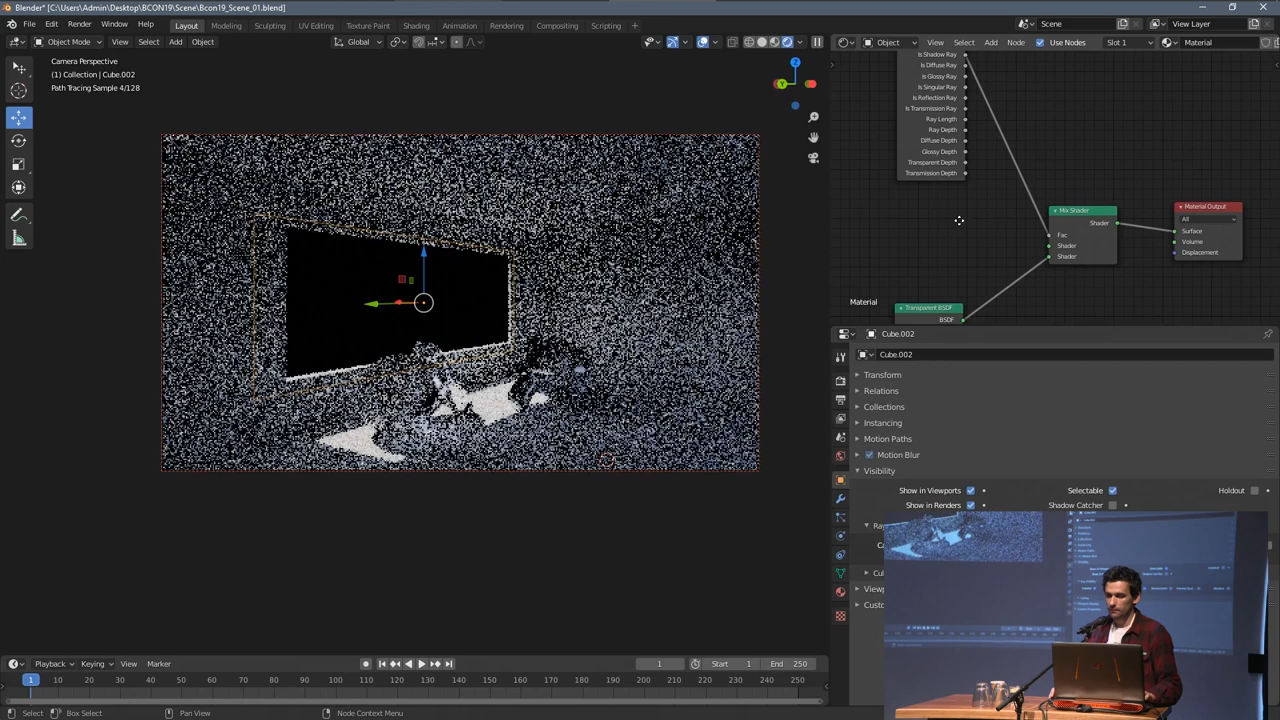 Blender* [C:\Users\Admin\Desktop\BCON19\Scene\Bcon19_Scene_01.blend]
File Edit Render Window Help
Layout Modeling Sculpting UV Editing Texture Paint Shading Animation Rendering Compositing Scripting +
Scene
View Layer
Object Mode View Select Add Object
Global
Object View Select Add Node Use Nodes Slot 1 Material
Camera Perspective
(1) Collection | Cube.002
Path Tracing Sample 4/128
Z
Y
Is Shadow Ray
Is Diffuse Ray
Is Glossy Ray
Is Singular Ray
Is Reflection Ray
Is Transmission Ray
Ray Length
Ray Depth
Diffuse Depth
Glossy Depth
Transparent Depth
Transmission Depth
Mix Shader
Shader
Fac
Shader
Shader
Material Output
All
Surface
Volume
Displacement
Material
Transparent BSDF
BSDF
Cube.002
Cube.002
Transform
Relations
Collections
Instancing
Motion Paths
Motion Blur
Visibility
Show in Viewports Selectable Holdout
Show in Renders Shadow Catcher
Playback Keying View Marker
1 Start 1 End 250
1 10 20 30 40 50 60 70 80 90 100 110 120 130 140 150 160 170 180 190 200 210 220 230 240 250
Select Box Select Pan View Node Context Menu